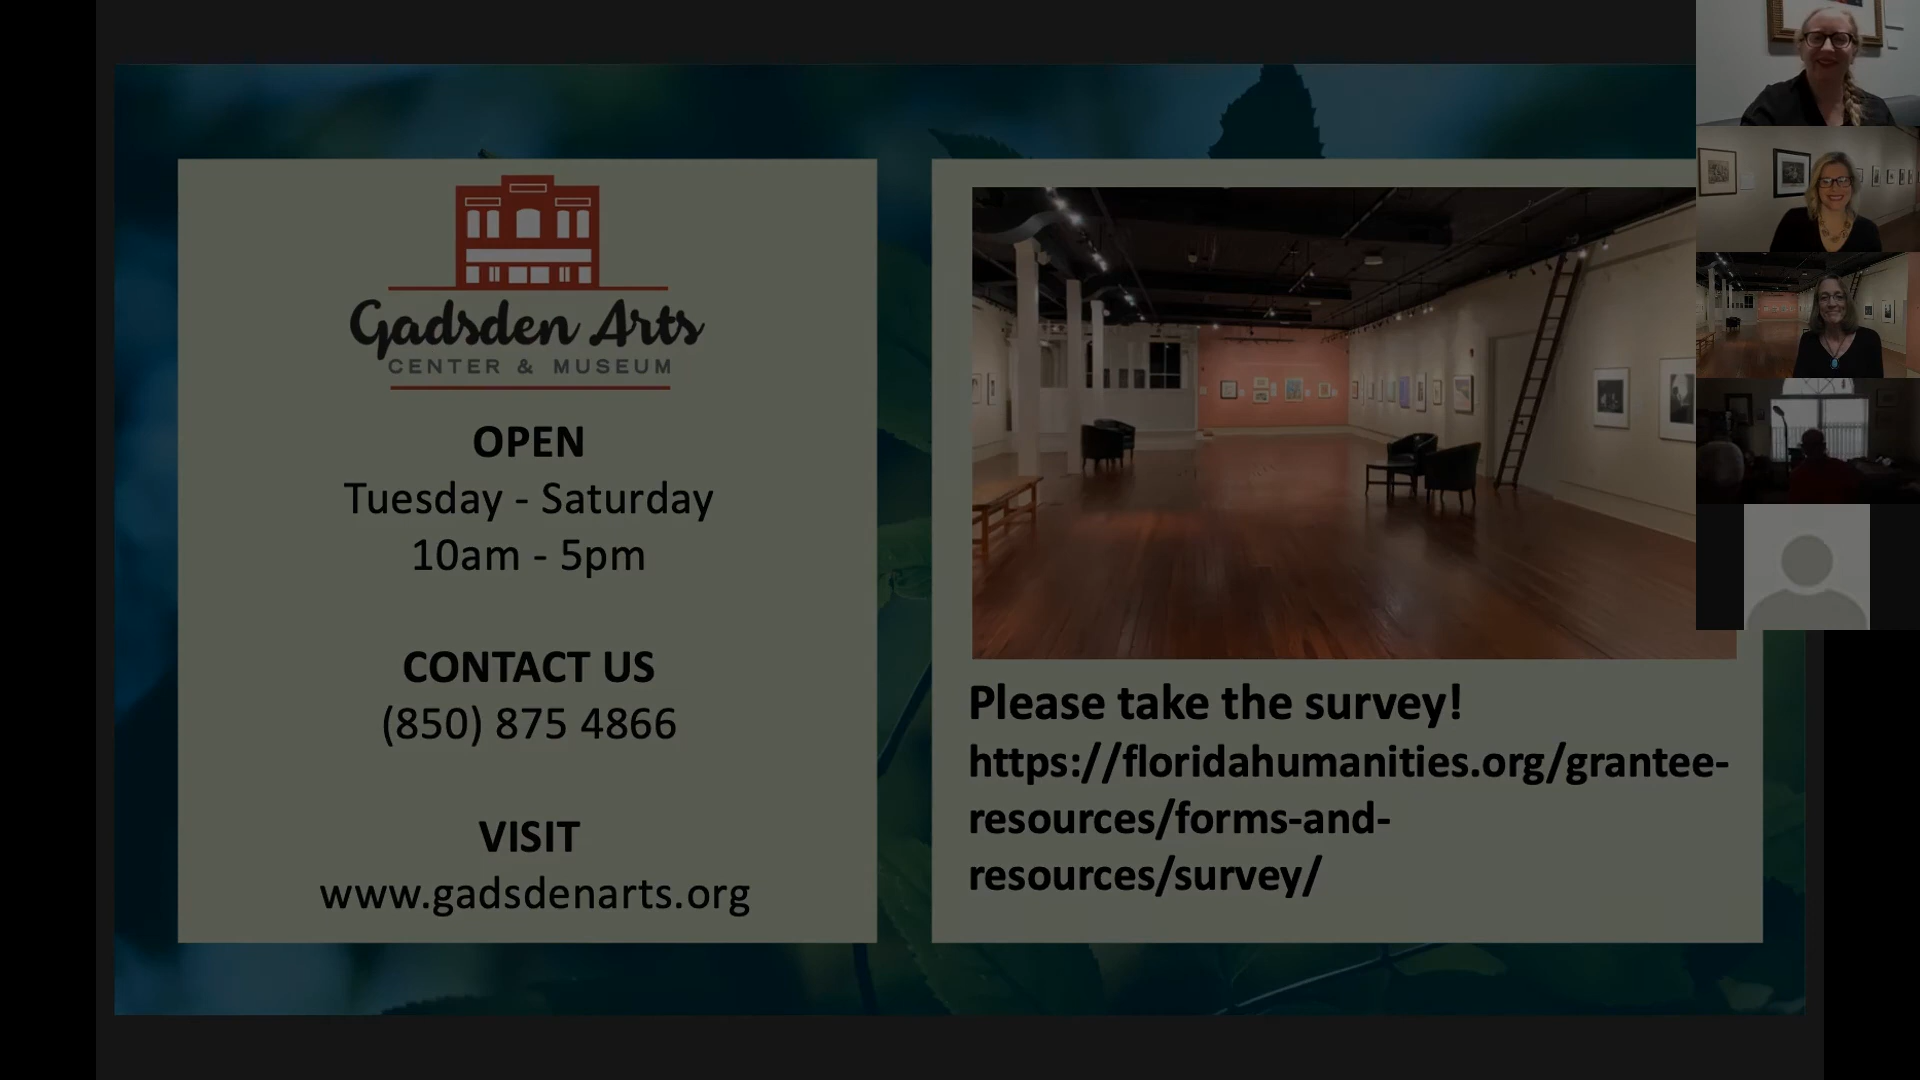 Gadsden Arts
CENTER & MUSEUM
OPEN
Tuesday - Saturday
10am - 5pm
CONTACT US
(850) 875 4866
VISIT
www.gadsdenarts.org
Please take the survey!
https://floridahumanities.org/grantee-
resources/forms-and-
resources/survey/